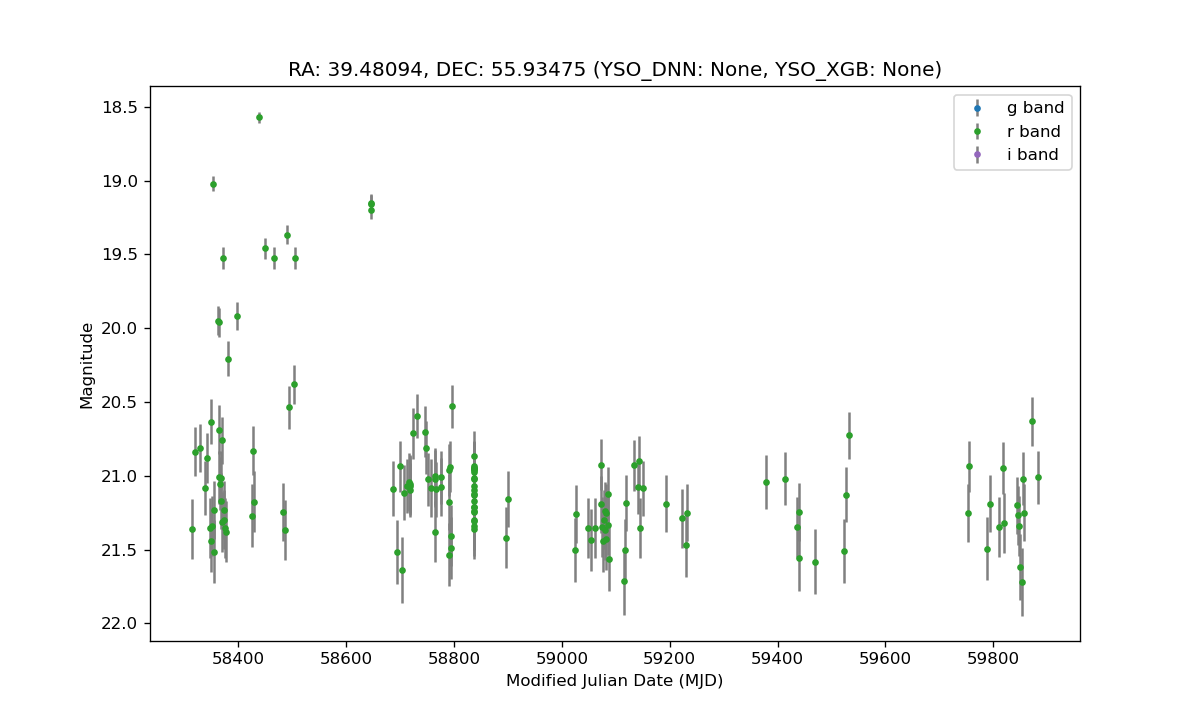 RA: 39.48094, DEC: 55.93475 (YSO_DNN: None, YSO_XGB: None)
g band
r band
i band
Magnitude
18.5
19.0
19.5
20.0
20.5
21.0
21.5
22.0
58400 58600 58800 59000 59200 59400 59600 59800
Modified Julian Date (MJD)